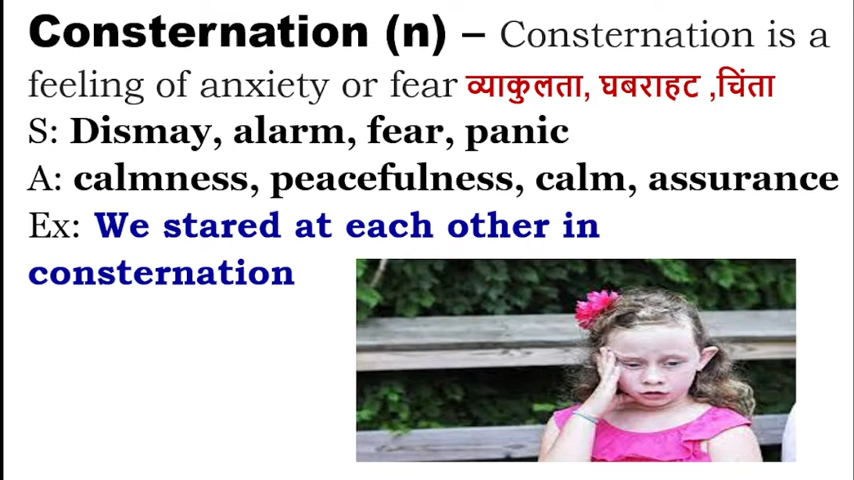 Consternation (n) – Consternation is a
feeling of anxiety or fear व्याकुलता, घबराहट ,चिंता
S: Dismay, alarm, fear, panic
A: calmness, peacefulness, calm, assurance
Ex: We stared at each other in
consternation